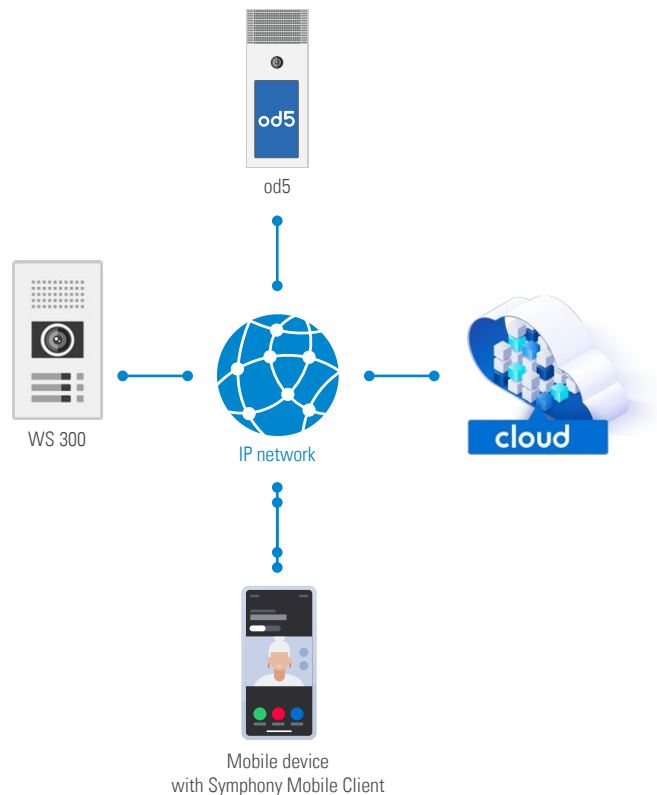 od5
od5
WS 300
IP network
cloud
Mobile device
with Symphony Mobile Client